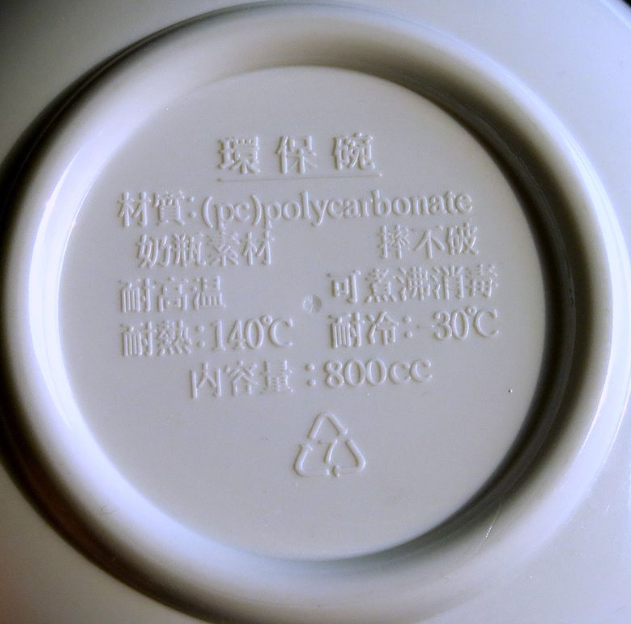 環保碗
材質:(pc)polycarbonate
奶瓶素材 摔不破
耐高温 可煮沸消毒
耐熱:140℃ 耐冷:-30℃
內容量:800cc
7